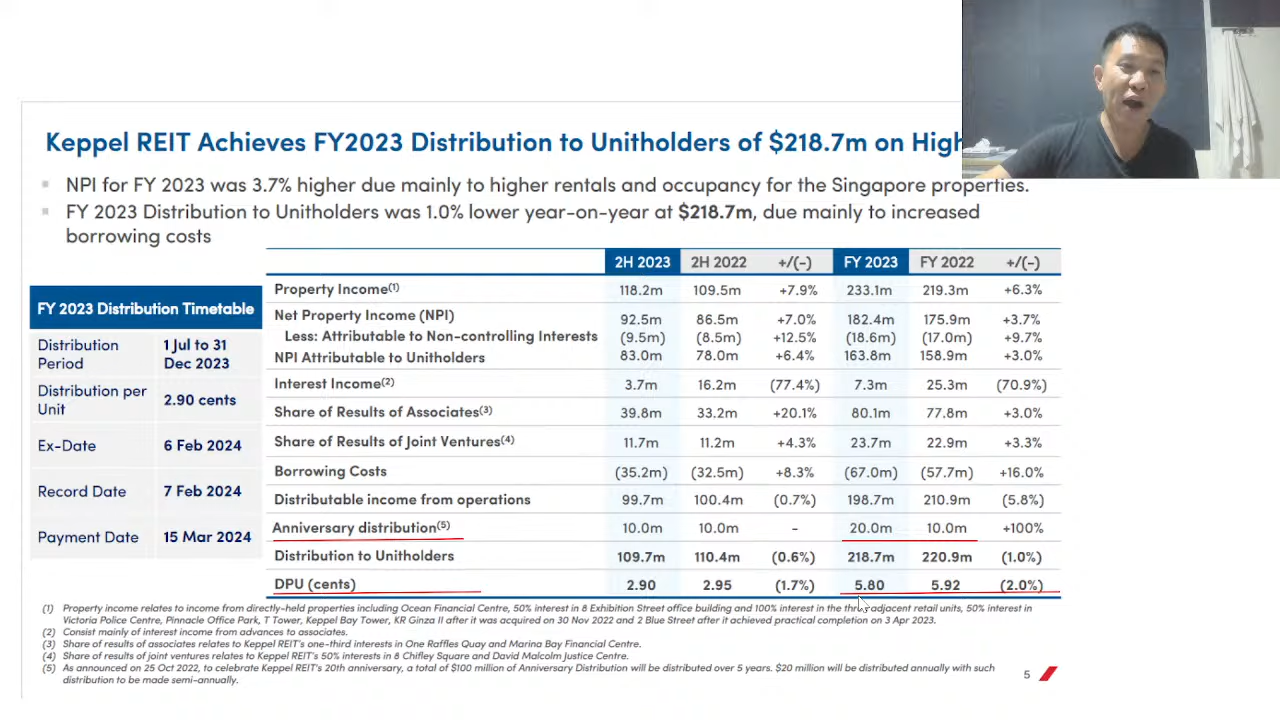 Keppel REIT Achieves FY2023 Distribution to Unitholders of $218.7m on High
▪ NPI for FY 2023 was 3.7% higher due mainly to higher rentals and occupancy for the Singapore properties.
▪ FY 2023 Distribution to Unitholders was 1.0% lower year-on-year at $218.7m, due mainly to increased
borrowing costs
FY 2023 Distribution Timetable
Distribution Period 1 Jul to 31 Dec 2023
Distribution per Unit 2.90 cents
Ex-Date 6 Feb 2024
Record Date 7 Feb 2024
Payment Date 15 Mar 2024
2H 2023 2H 2022 +/(-) FY 2023 FY 2022 +/(-)
Property Income(1) 118.2m 109.5m +7.9% 233.1m 219.3m +6.3%
Net Property Income (NPI) 92.5m 86.5m +7.0% 182.4m 175.9m +3.7%
Less: Attributable to Non-controlling Interests (9.5m) (8.5m) +12.5% (18.6m) (17.0m) +9.7%
NPI Attributable to Unitholders 83.0m 78.0m +6.4% 163.8m 158.9m +3.0%
Interest Income(2) 3.7m 16.2m (77.4%) 7.3m 25.3m (70.9%)
Share of Results of Associates(3) 39.8m 33.2m +20.1% 80.1m 77.8m +3.0%
Share of Results of Joint Ventures(4) 11.7m 11.2m +4.3% 23.7m 22.9m +3.3%
Borrowing Costs (35.2m) (32.5m) +8.3% (67.0m) (57.7m) +16.0%
Distributable income from operations 99.7m 100.4m (0.7%) 198.7m 210.9m (5.8%)
Anniversary distribution(5) 10.0m 10.0m - 20.0m 10.0m +100%
Distribution to Unitholders 109.7m 110.4m (0.6%) 218.7m 220.9m (1.0%)
DPU (cents) 2.90 2.95 (1.7%) 5.80 5.92 (2.0%)
(1) Property income relates to income from directly-held properties including Ocean Financial Centre, 50% interest in 8 Exhibition Street office building and 100% interest in the three adjacent retail units, 50% interest in
Victoria Police Centre, Pinnacle Office Park, T Tower, Keppel Bay Tower, KR Ginza II after it was acquired on 30 Nov 2022 and 2 Blue Street after it achieved practical completion on 3 Apr 2023.
(2) Consist mainly of interest income from advances to associates.
(3) Share of results of associates relates to Keppel REIT's one-third interests in One Raffles Quay and Marina Bay Financial Centre.
(4) Share of results of joint ventures relates to Keppel REIT's 50% interests in 8 Chifley Square and David Malcolm Justice Centre.
(5) As announced on 25 Oct 2022, to celebrate Keppel REIT's 20th anniversary, a total of $100 million of Anniversary Distribution will be distributed over 5 years. $20 million will be distributed annually with such
distribution to be made semi-annually.
5